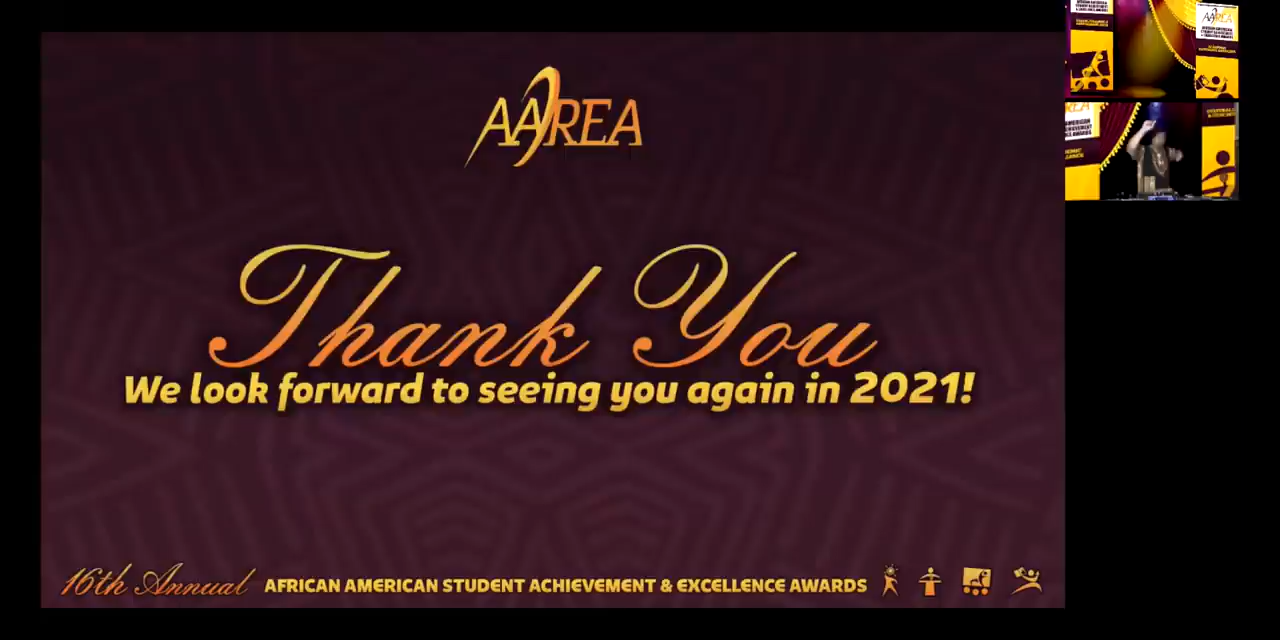 AAREA
Thank You
We look forward to seeing you again in 2021!
16th Annual AFRICAN AMERICAN STUDENT ACHIEVEMENT & EXCELLENCE AWARDS
AAREA